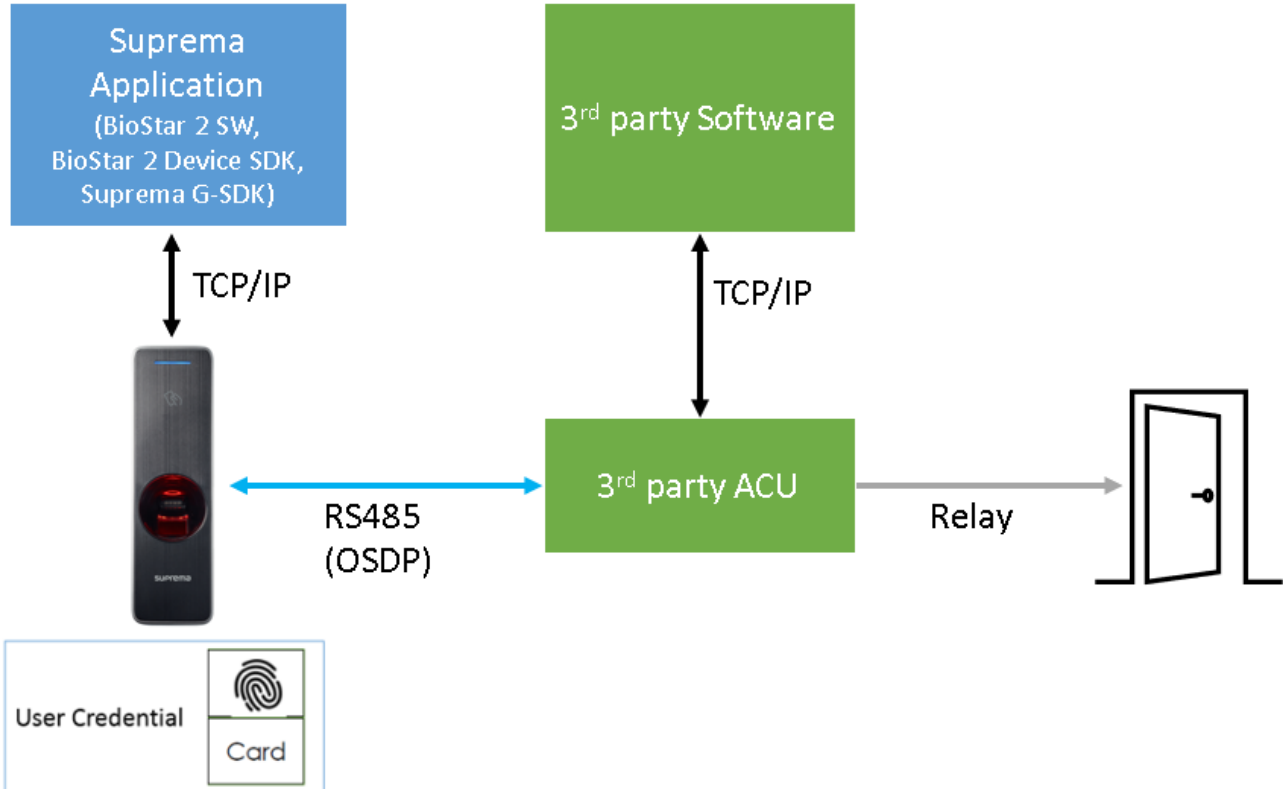 Suprema
Application
(BioStar 2 SW,
BioStar 2 Device SDK,
Suprema G-SDK)
3rd party Software
TCP/IP
TCP/IP
3rd party ACU
RS485
(OSDP)
Relay
suprema
User Credential
Card